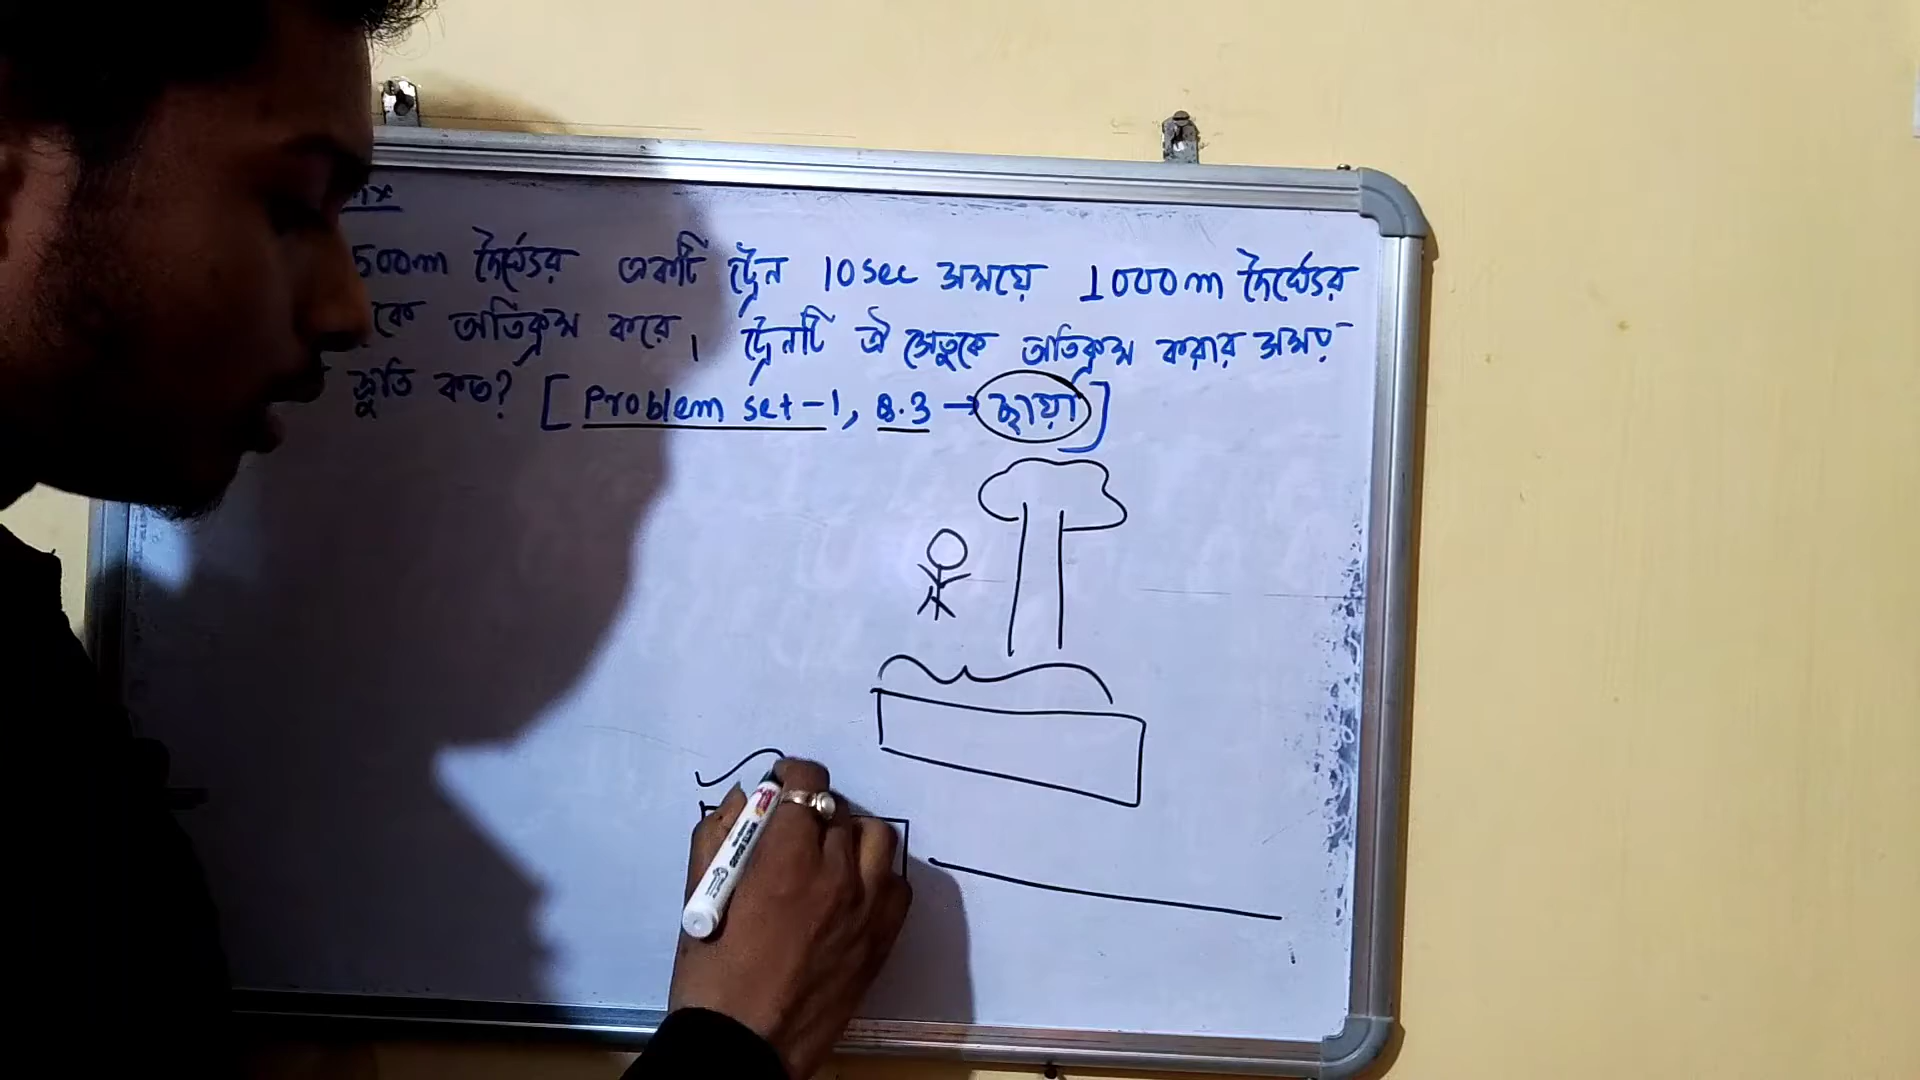 500m দৈর্ঘ্যের একটি ট্রেন 10sec সময়ে 1000m দৈর্ঘ্যের
কে অতিক্রম করে, ট্রেনটি ঐ সেতুকে অতিক্রম করার সময়
দ্রুতি কত? [Problem set-1, 8.3 → ছায়া]